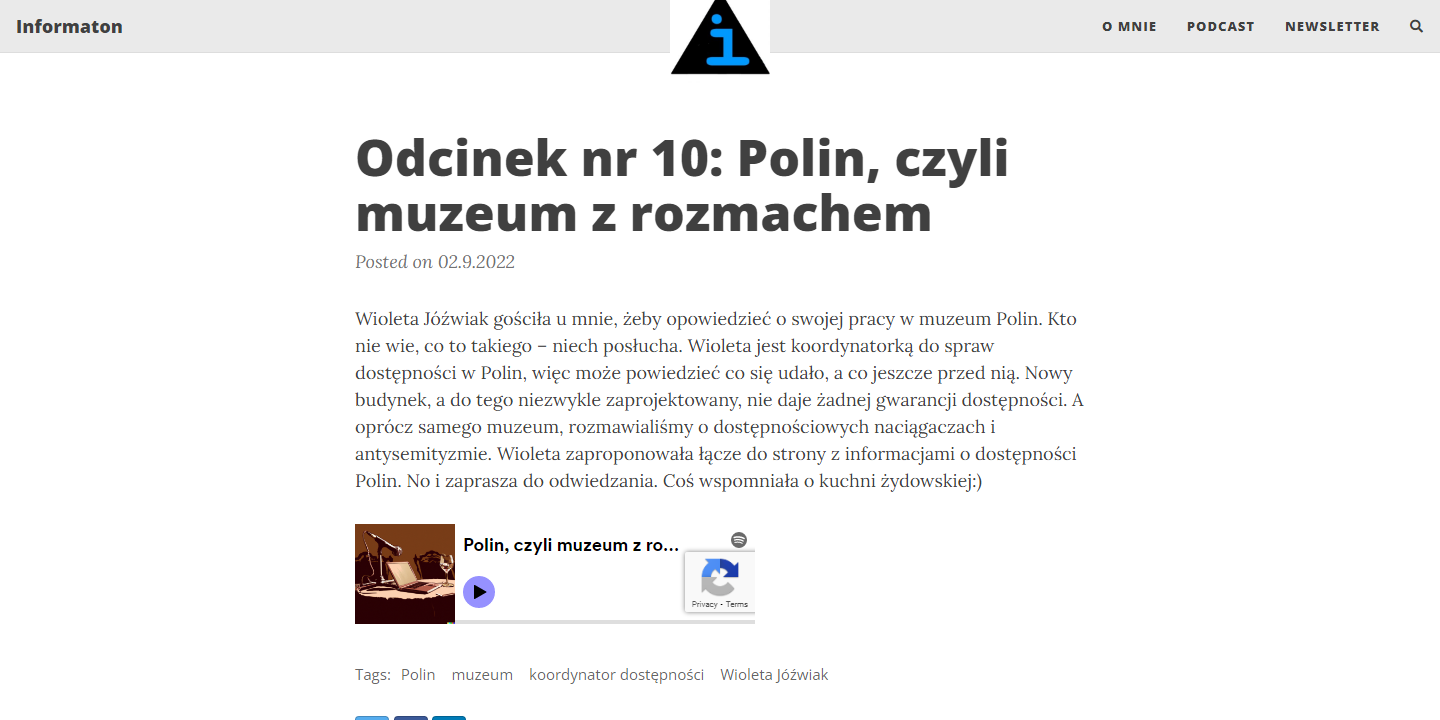 Informaton
i
O MNIE
PODCAST
NEWSLETTER
Odcinek nr 10: Polin, czyli
muzeum z rozmachem
Posted on 02.9.2022
Wioleta Jóźwiak gościła u mnie, żeby opowiedzieć o swojej pracy w muzeum Polin. Kto
nie wie, co to takiego – niech posłucha. Wioleta jest koordynatorką do spraw
dostępności w Polin, więc może powiedzieć co się udało, a co jeszcze przed nią. Nowy
budynek, a do tego niezwykle zaprojektowany, nie daje żadnej gwarancji dostępności. A
oprócz samego muzeum, rozmawialiśmy o dostępnościowych naciągaczach i
antysemityzmie. Wioleta zaproponowała łącze do strony z informacjami o dostępności
Polin. No i zaprasza do odwiedzania. Coś wspomniała o kuchni żydowskiej:)
Polin, czyli muzeum z ro...
Privacy - Terms
Tags: Polin muzeum koordynator dostępności Wioleta Jóźwiak